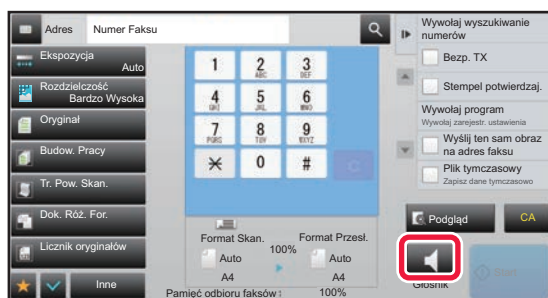 Adres
Numer Faksu
Ekspozycja
Auto
Rozdzielczość
Bardzo Wysoka
Oryginał
Budow. Pracy
Tr. Pow. Skan.
Dok. Róż. For.
Licznik oryginałów
Inne
1
2
ABC
3
DEF
4
GHI
5
JKL
6
MNO
7
PQRS
8
TUV
9
WXYZ
0
#
C
Format Skan.
100%
Format Przesł.
Auto
Auto
A4
A4
Pamięć odbioru faksów :
100%
Wywołaj wyszukiwanie
numerów
Bezp. TX
Stempel potwierdzaj.
Wywołaj program
Wywołaj zarejestr. ustawienia
Wyślij ten sam obraz
na adres faksu
Plik tymczasowy
Zapisz dane tymczasowo
Podgląd
CA
Głośnik
Start